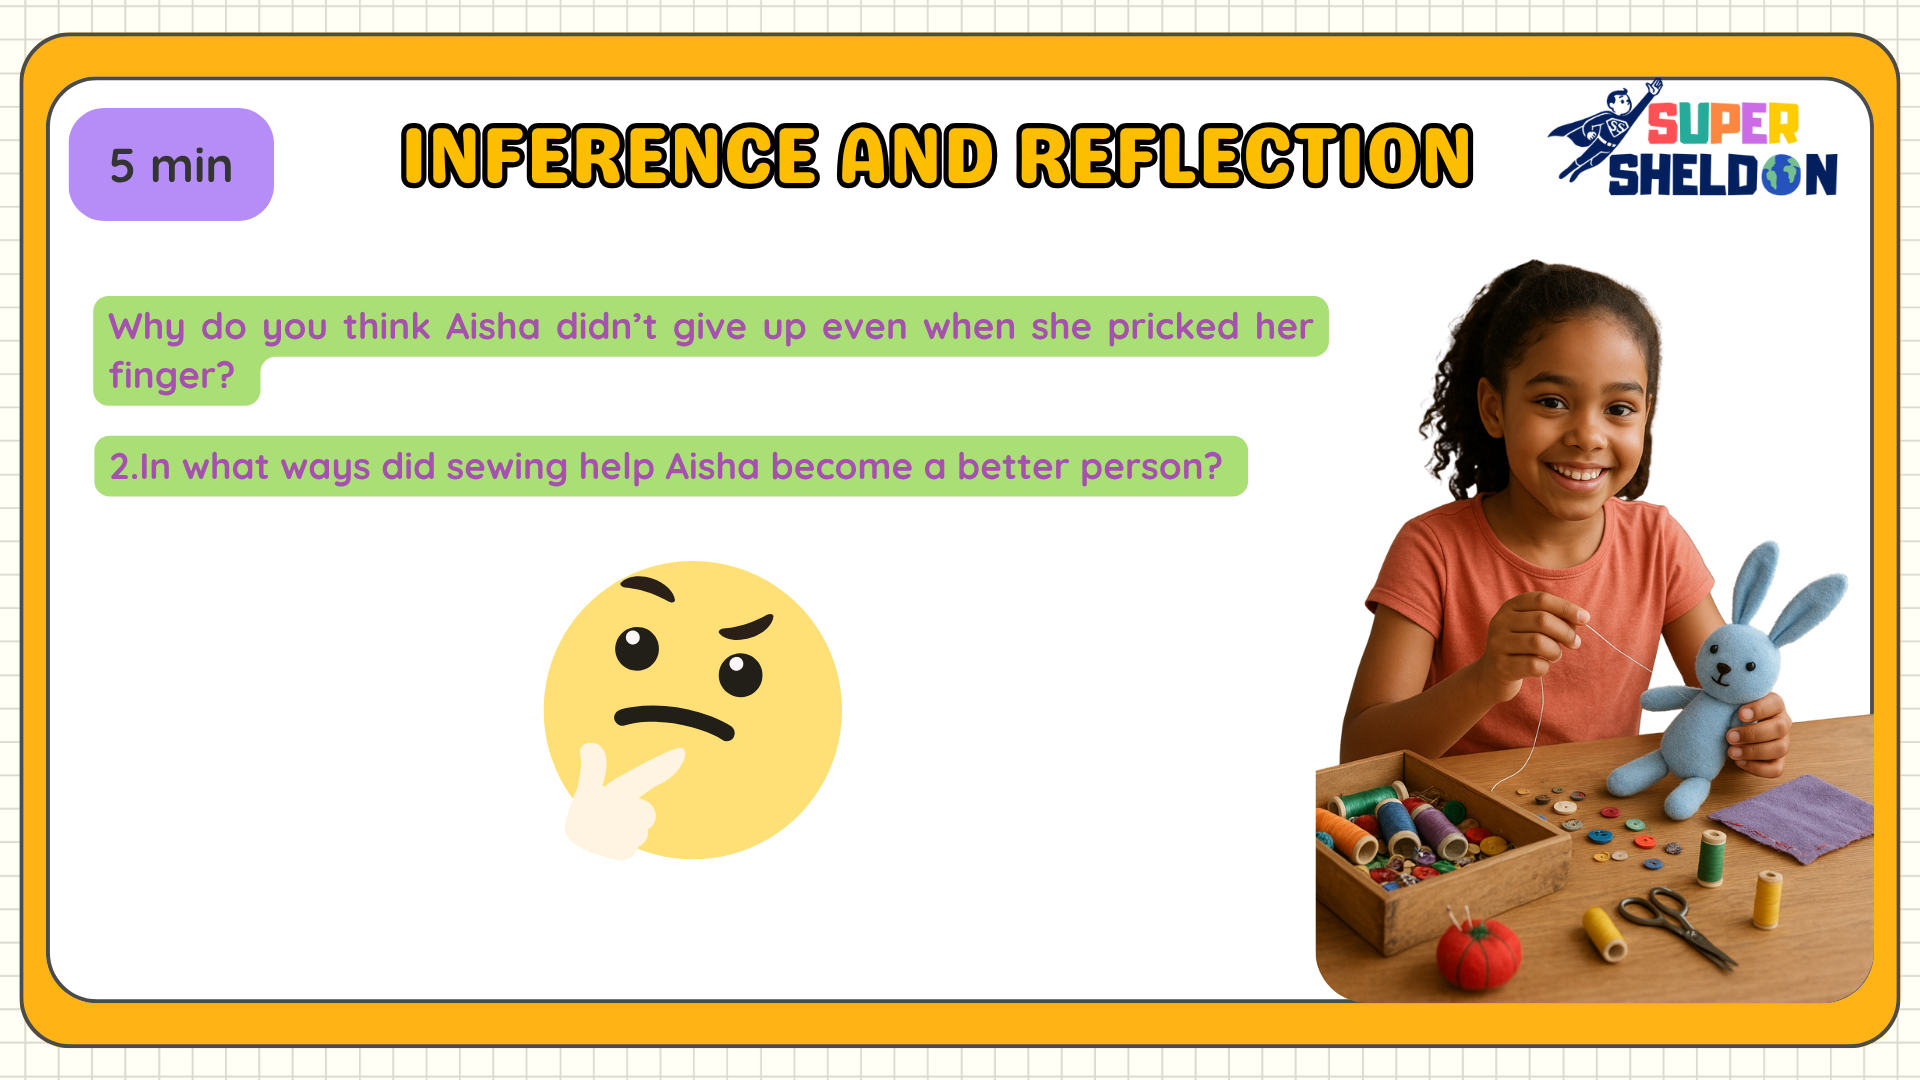 5 min
INFERENCE AND REFLECTION
SUPER
SHELDON
Why do you think Aisha didn’t give up even when she pricked her
finger?
2.In what ways did sewing help Aisha become a better person?